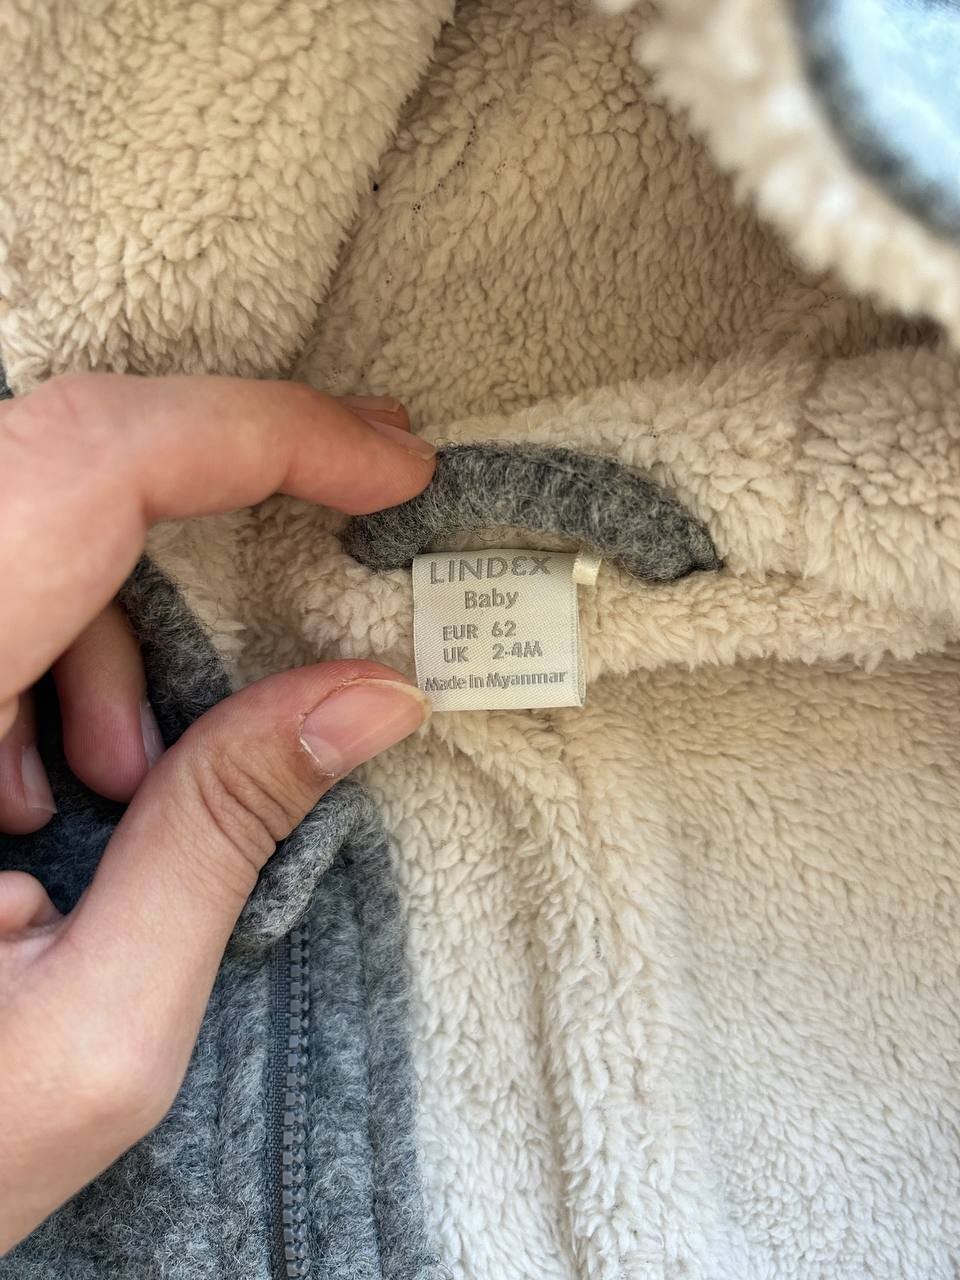 LINDEX
Baby
EUR 62
UK 2-4M
Made in Myanmar